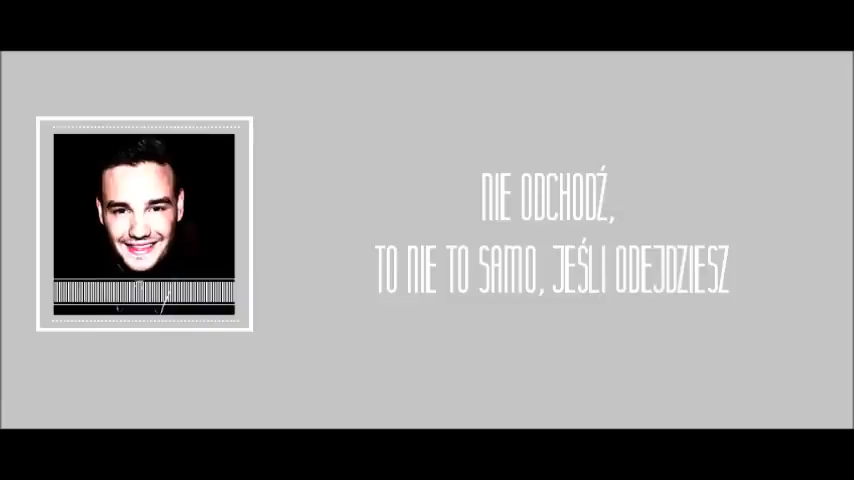 NIE ODCHODŹ,
TO NIE TO SAMO, JEŚLI ODEJDZIESZ